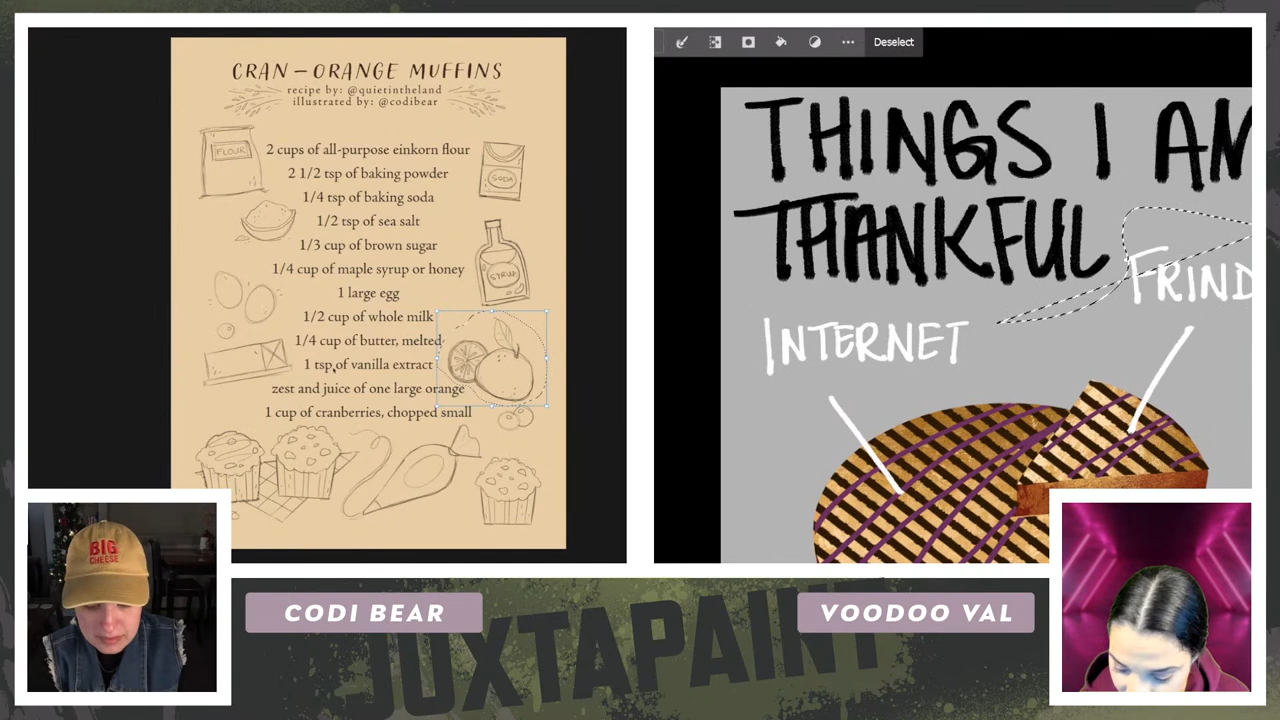 CRAN-ORANGE MUFFINS
recipe by: @quietintheland
illustrated by: @codibear
FLOUR
SODA
SYRUP
2 cups of all-purpose einkorn flour
2 1/2 tsp of baking powder
1/4 tsp of baking soda
1/2 tsp of sea salt
1/3 cup of brown sugar
1/4 cup of maple syrup or honey
1 large egg
1/2 cup of whole milk
1/4 cup of butter, melted
1 tsp of vanilla extract
zest and juice of one large orange
1 cup of cranberries, chopped small
Deselect
THINGS I AM
THANKFUL
FRIND
INTERNET
BIG
CHEESE
CODI BEAR
VOODOO VAL
JUXTAPAINT